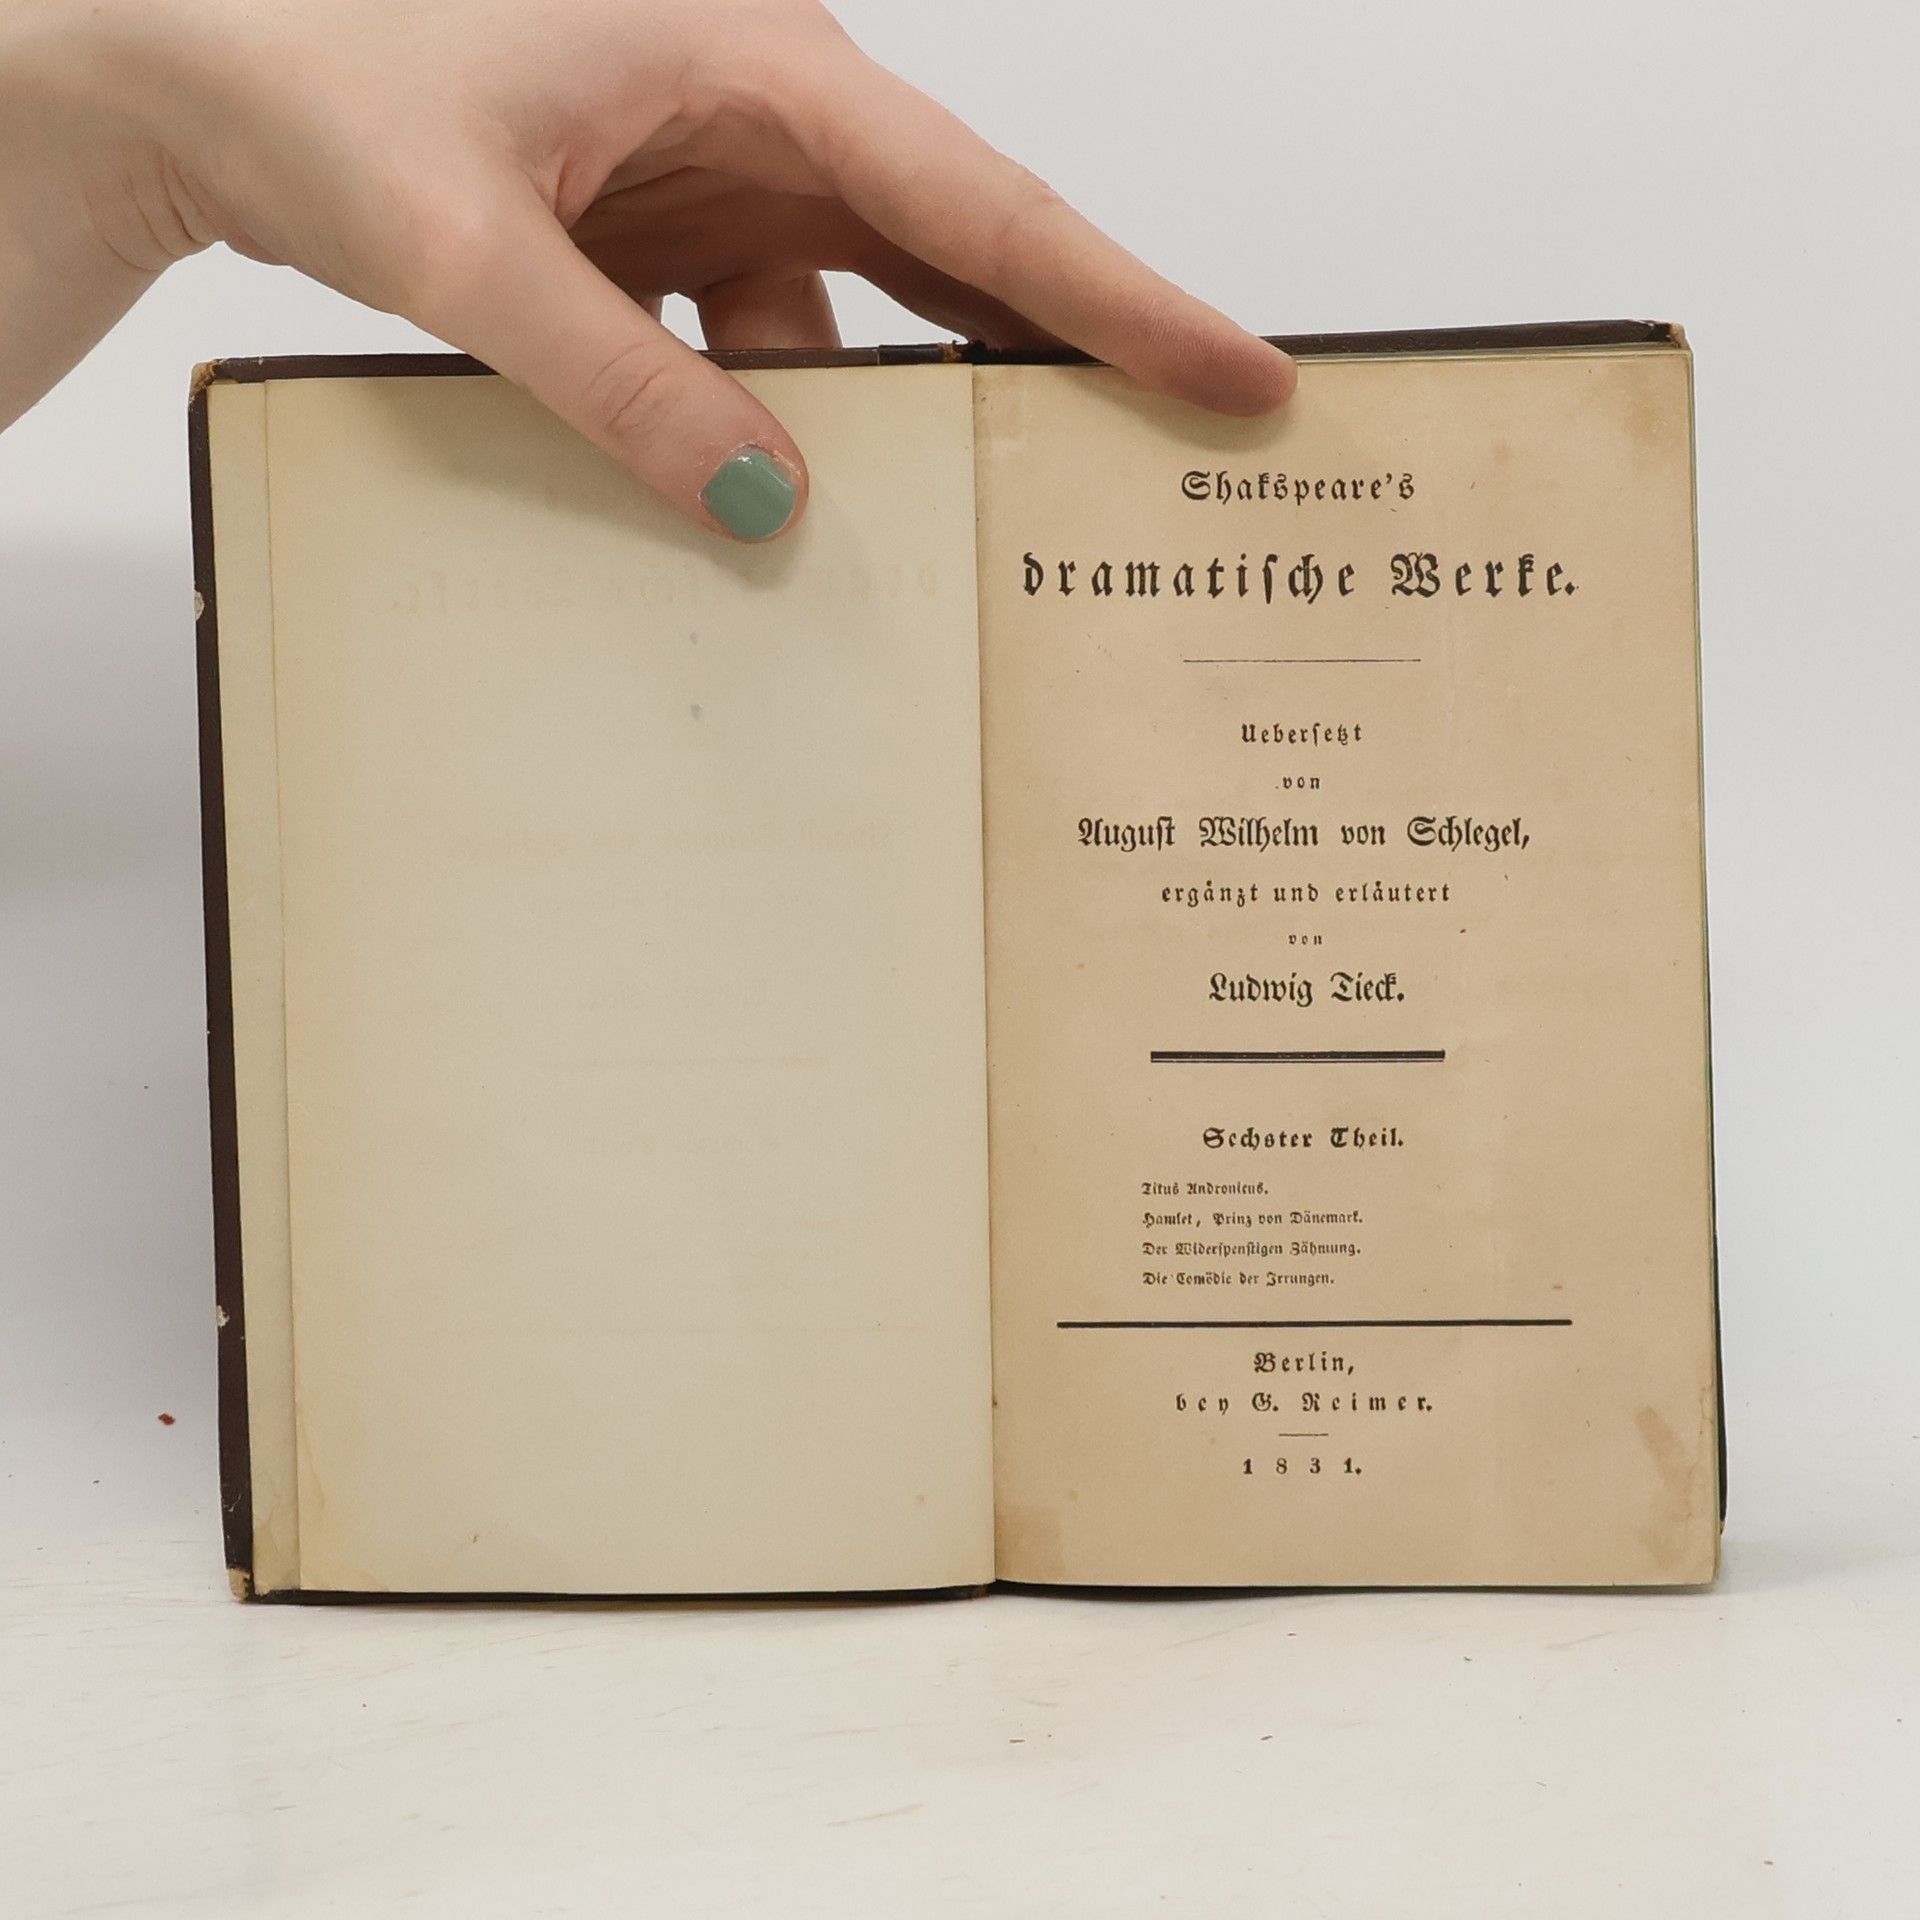 Shakspeare's
dramatische Werke.
Uebersetzt
von
August Wilhelm von Schlegel,
ergänzt und erläutert
von
Ludwig Tieck.
Sechster Theil.
Titus Andronicus.
Hamlet, Prinz von Dänemark.
Der Widerspenstigen Zähmung.
Die Comödie der Irrungen.
Berlin,
bey G. Reimer.
1831.